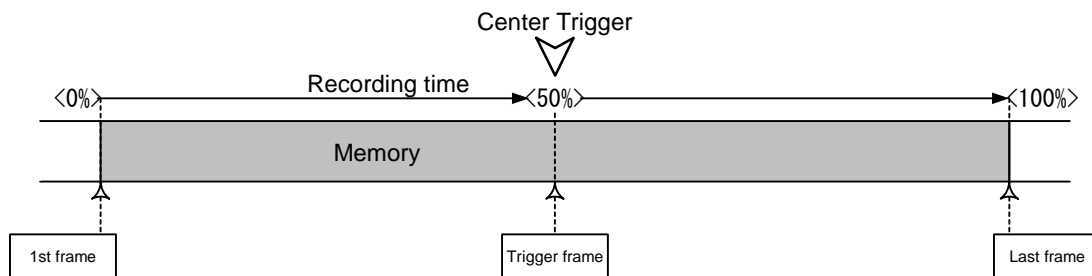 Center Trigger
Recording time
<0%> <50%> <100%>
Memory
1st frame Trigger frame Last frame